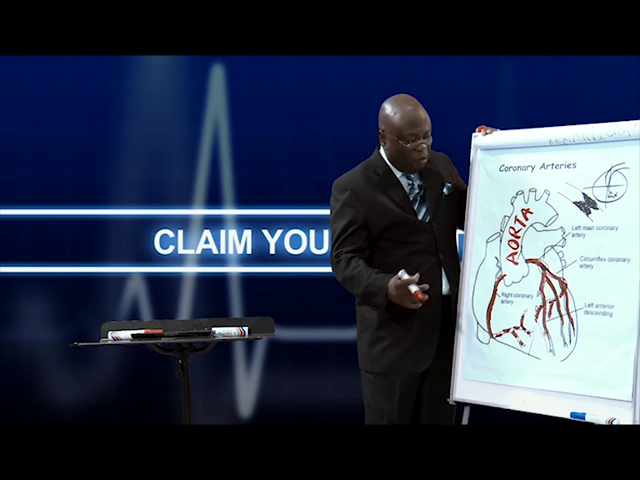 Coronary Arteries
AORTA
Left main coronary
artery
CLAIM YOU
Circumflex coronary
artery
Right coronary
artery
Left anterior
descending